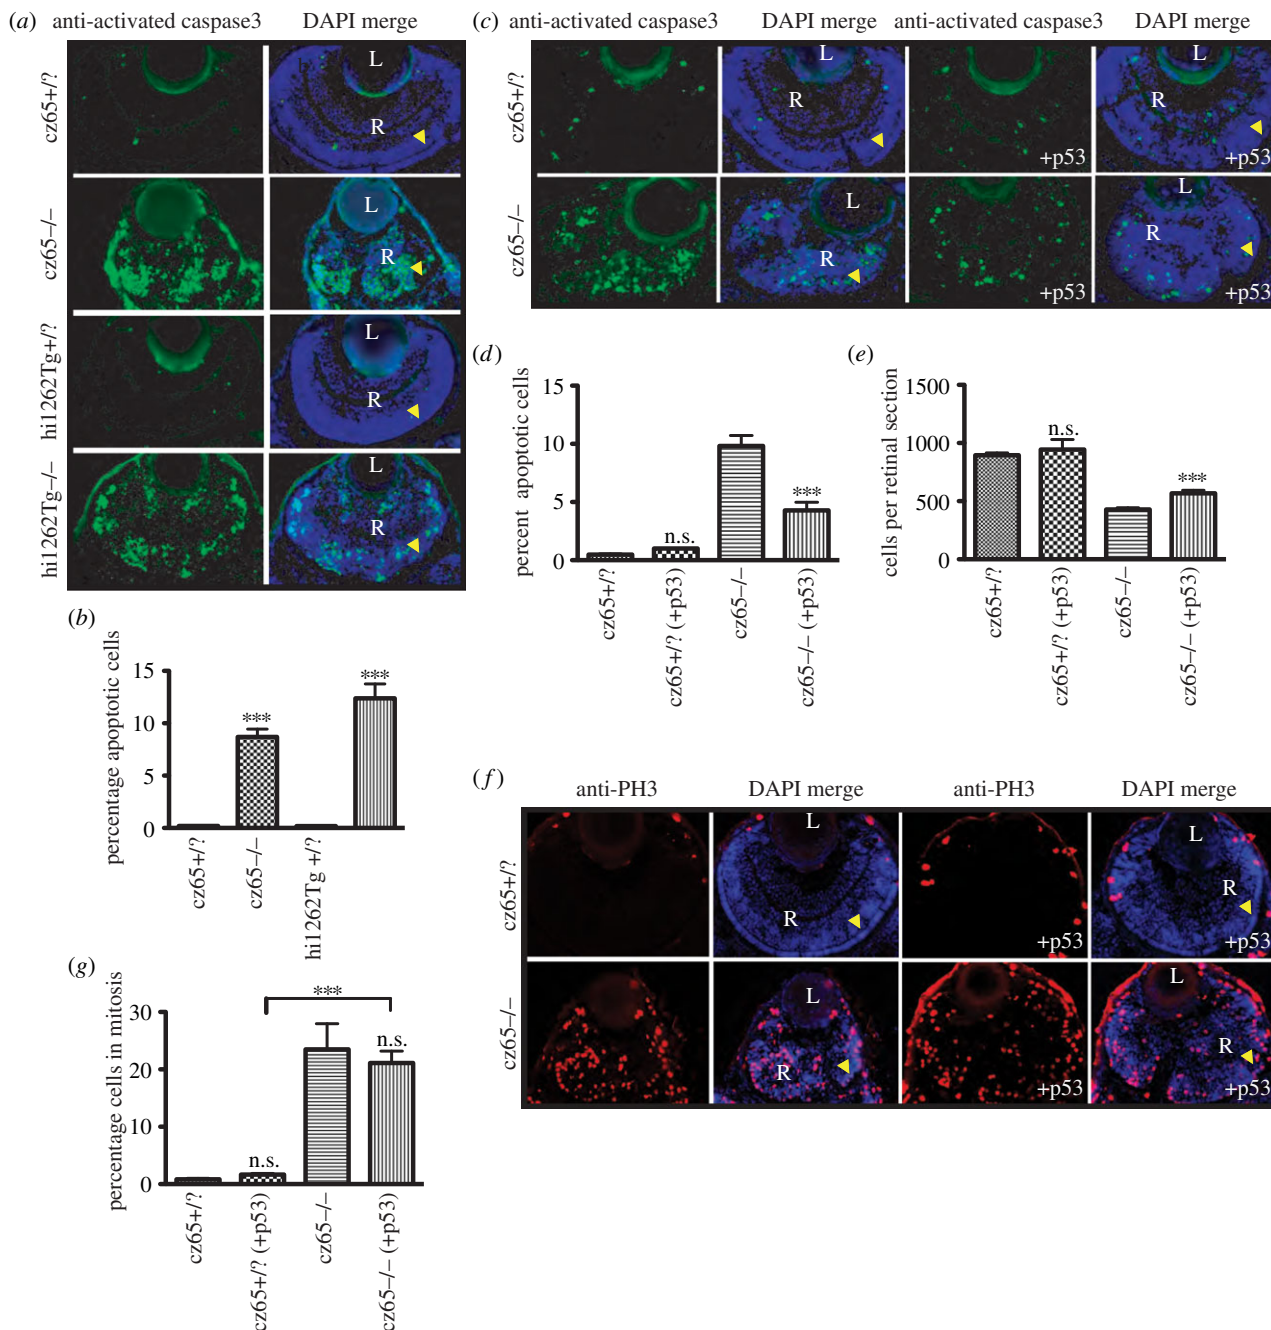 (a) anti-activated caspase3 DAPI merge
cz65+/?
L
R
cz65–/–
L
R
hi1262Tg+/?
L
R
hi1262Tg–/–
L
R
(b)
percentage apoptotic cells
15
10
5
0
***
***
cz65+/?
cz65–/–
hi1262Tg +/?
(c) anti-activated caspase3 DAPI merge anti-activated caspase3 DAPI merge
cz65+/?
L
R
+p53
L
R
+p53
cz65–/–
L
R
+p53
L
R
+p53
(d)
percent apoptotic cells
15
10
5
0
n.s.
***
cz65+/?
cz65+/? (+p53)
cz65–/–
cz65–/– (+p53)
(e)
cells per retinal section
1500
1000
500
0
n.s.
***
cz65+/?
cz65+/? (+p53)
cz65–/–
cz65–/– (+p53)
(f)
anti-PH3 DAPI merge anti-PH3 DAPI merge
cz65+/?
L
R
+p53
L
R
+p53
cz65–/–
L
R
+p53
L
R
+p53
(g)
percentage cells in mitosis
30
20
10
0
***
n.s.
n.s.
cz65+/?
cz65+/? (+p53)
cz65–/–
cz65–/– (+p53)